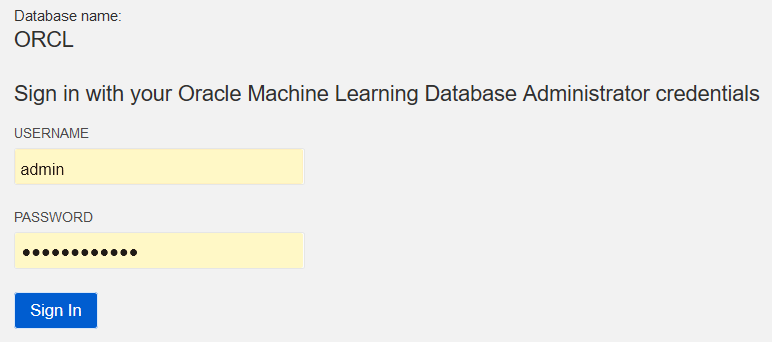 Database name:
ORCL
Sign in with your Oracle Machine Learning Database Administrator credentials
USERNAME
admin
PASSWORD
••••••••••••
Sign In